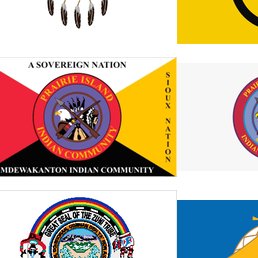 A SOVEREIGN NATION
PRAIRIE ISLAND
INDIAN COMMUNITY
SIOUX NATION
MDEWAKANTON INDIAN COMMUNITY
GREAT SEAL OF THE ZUNI TRIBE